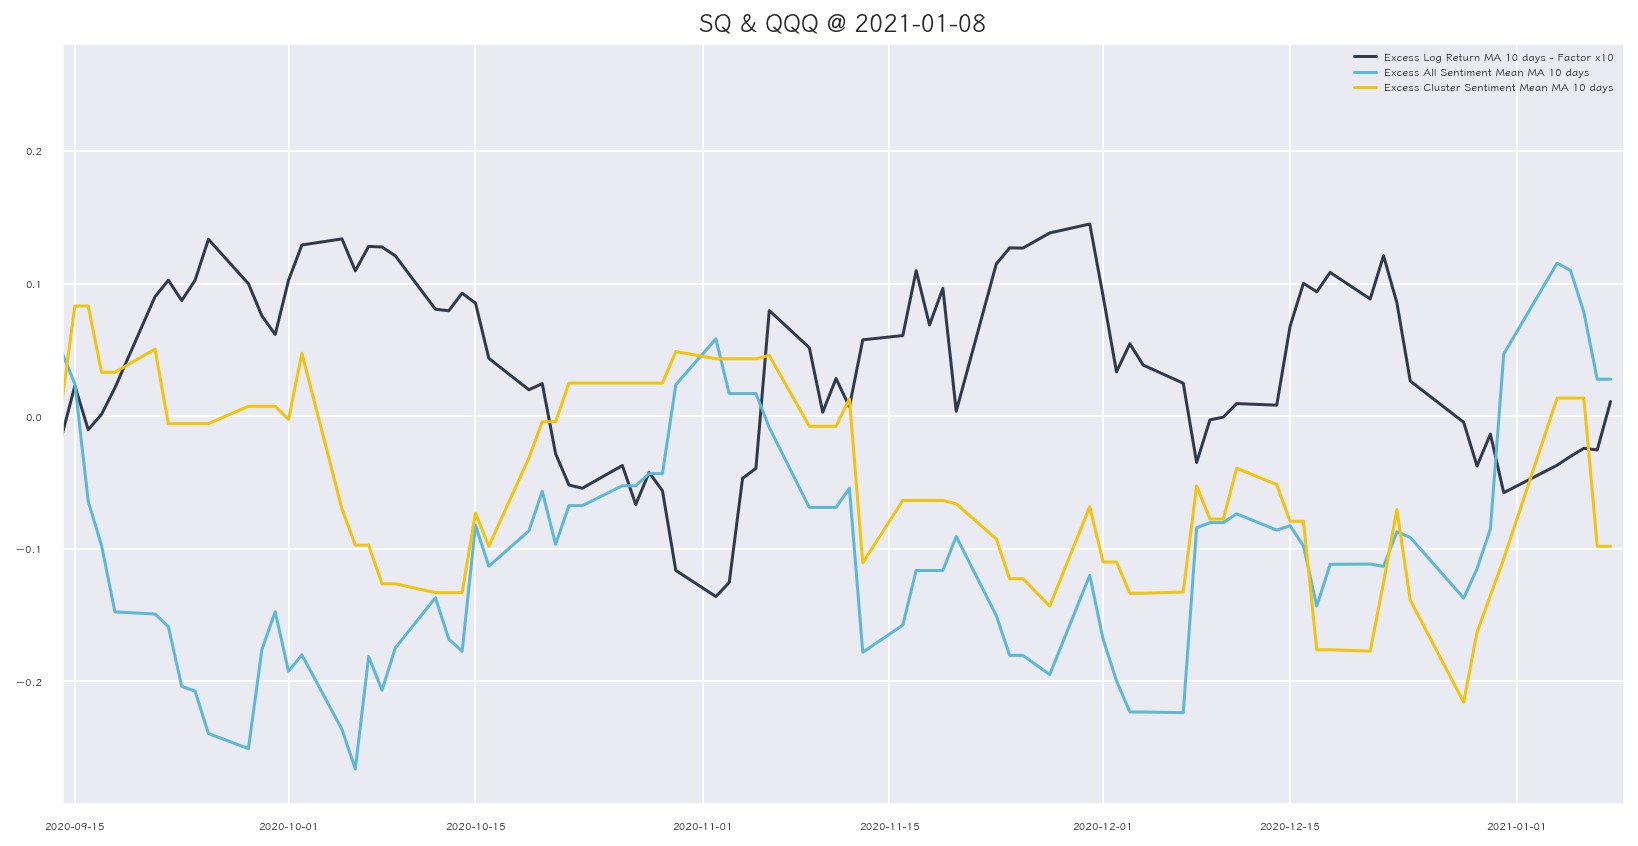 SQ & QQQ @ 2021-01-08
Excess Log Return MA 10 days - Factor x10
Excess All Sentiment Mean MA 10 days
Excess Cluster Sentiment Mean MA 10 days
0.2
0.1
0.0
−0.1
−0.2
2020-09-15 2020-10-01 2020-10-15 2020-11-01 2020-11-15 2020-12-01 2020-12-15 2021-01-01